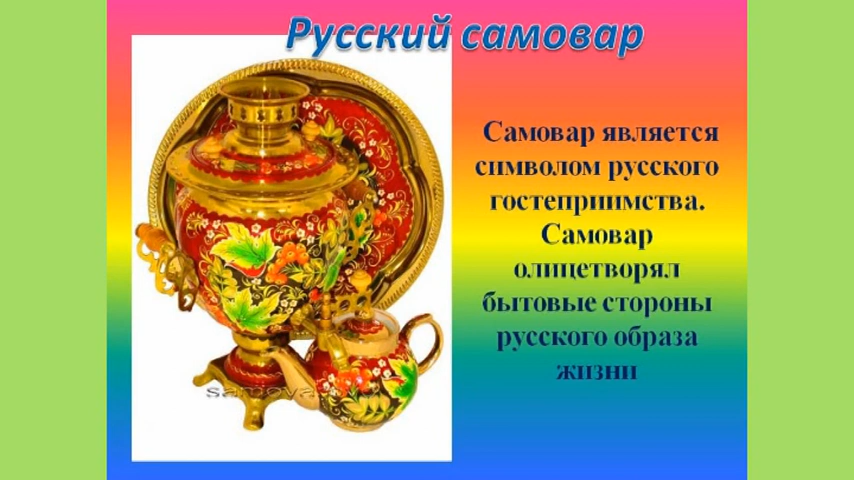 Русский самовар
Самовар является
символом русского
гостеприимства.
Самовар
олицетворял
бытовые стороны
русского образа
жизни